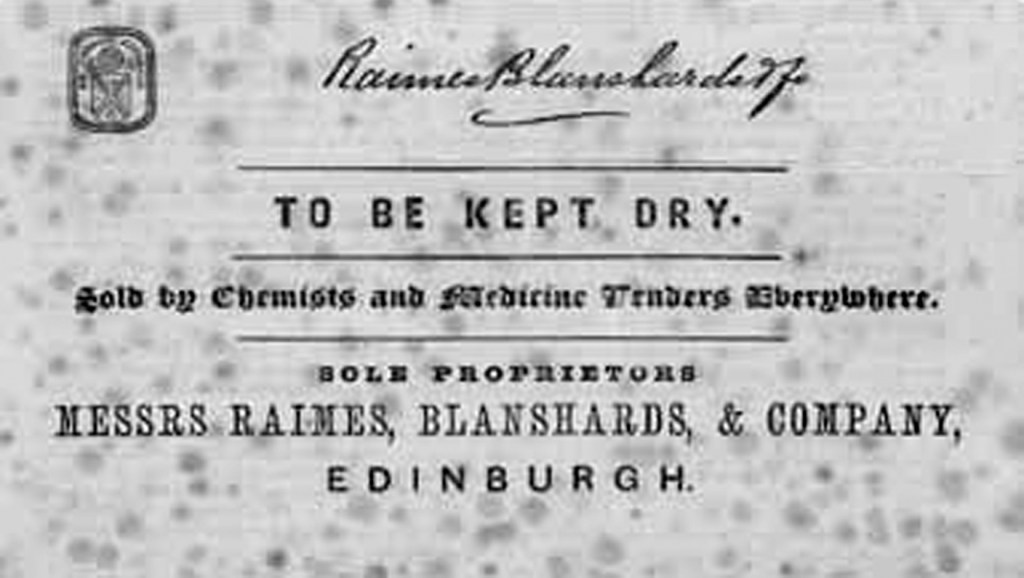 Raimes Blanshards & Co
TO BE KEPT DRY.
Sold by Chemists and Medicine Venders Everywhere.
SOLE PROPRIETORS
MESSRS RAIMES, BLANSHARDS, & COMPANY,
EDINBURGH.